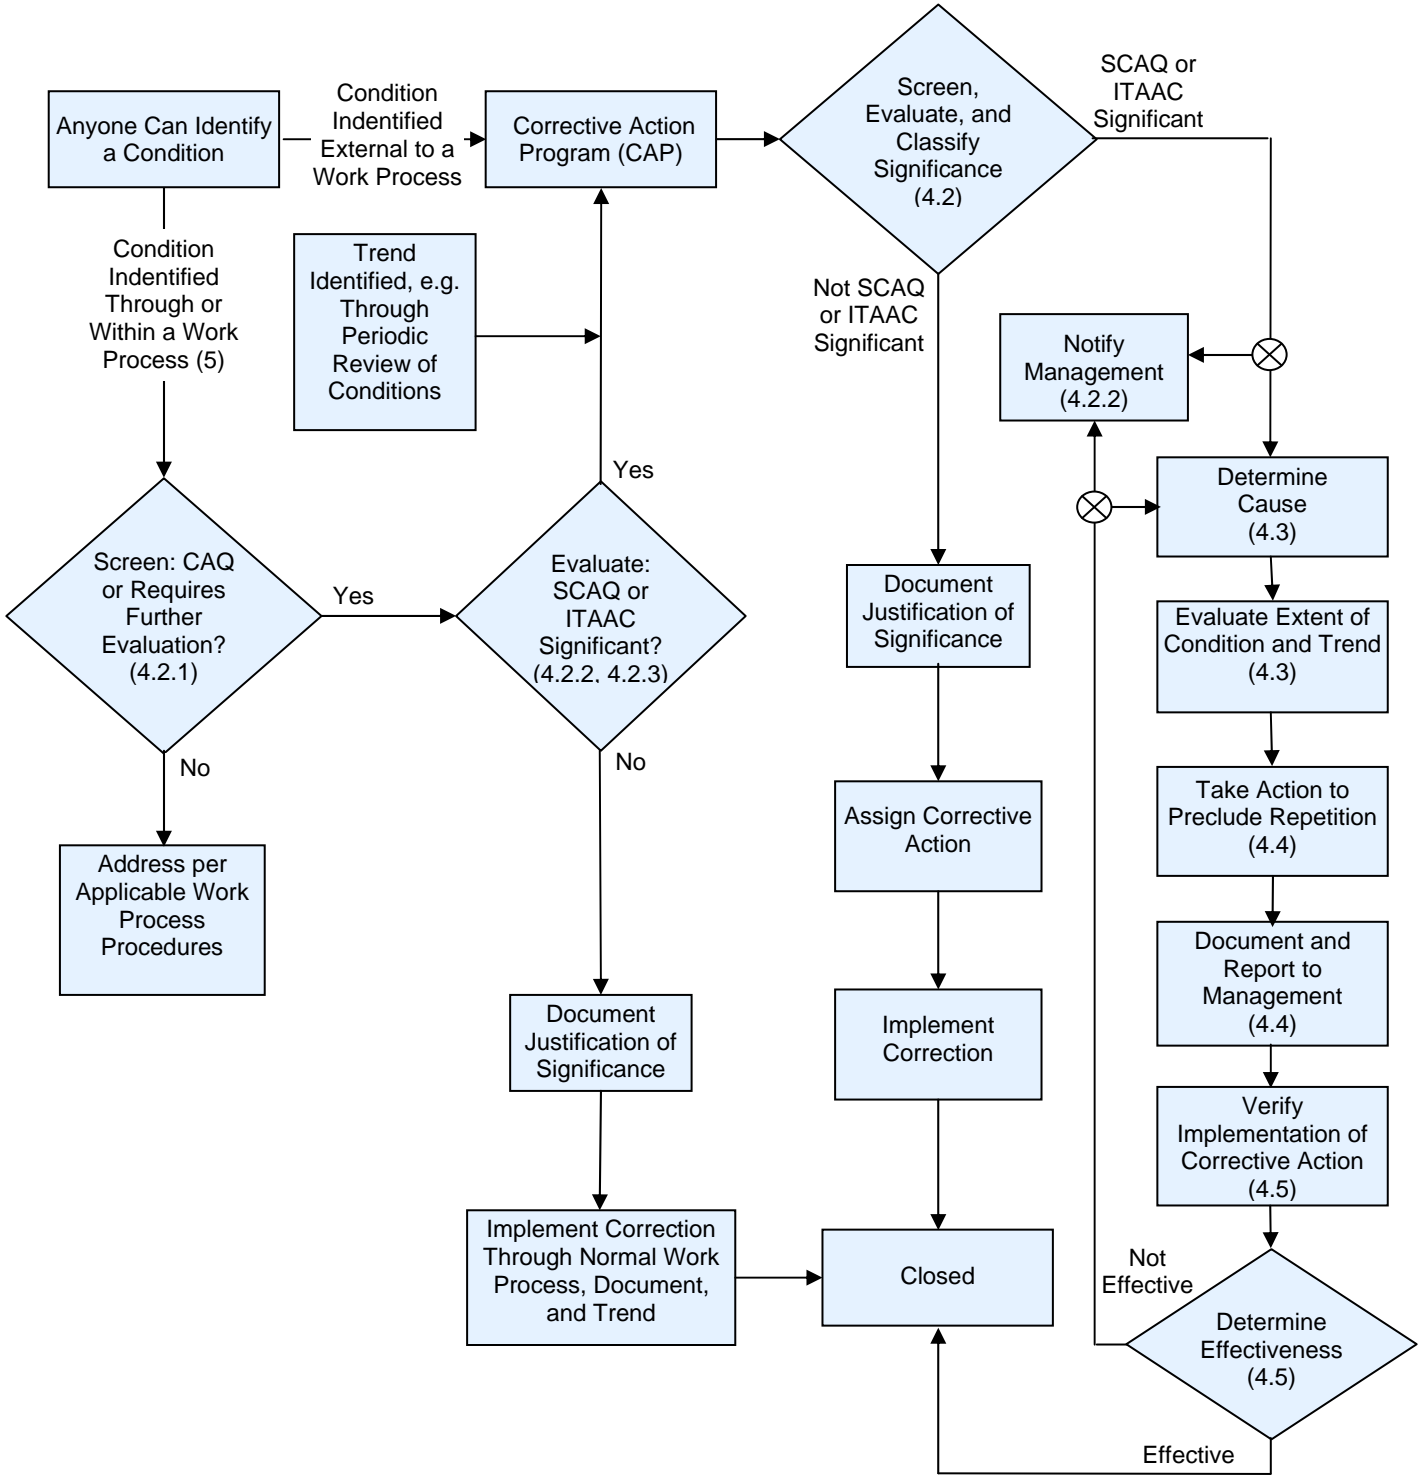 Anyone Can Identify
a Condition
Condition
Indentified
External to a
Work Process
Corrective Action
Program (CAP)
Screen,
Evaluate, and
Classify
Significance
(4.2)
SCAQ or
ITAAC
Significant
Condition
Indentified
Through or
Within a Work
Process (5)
Trend
Identified, e.g.
Through
Periodic
Review of
Conditions
Not SCAQ
or ITAAC
Significant
Notify
Management
(4.2.2)
Determine
Cause
(4.3)
Screen: CAQ
or Requires
Further
Evaluation?
(4.2.1)
Yes
Evaluate:
SCAQ or
ITAAC
Significant?
(4.2.2, 4.2.3)
Yes
Document
Justification of
Significance
Evaluate Extent of
Condition and Trend
(4.3)
No
Address per
Applicable Work
Process
Procedures
No
Assign Corrective
Action
Take Action to
Preclude Repetition
(4.4)
Document
Justification of
Significance
Implement
Correction
Document and
Report to
Management
(4.4)
Verify
Implementation of
Corrective Action
(4.5)
Implement Correction
Through Normal Work
Process, Document,
and Trend
Closed
Not
Effective
Determine
Effectiveness
(4.5)
Effective